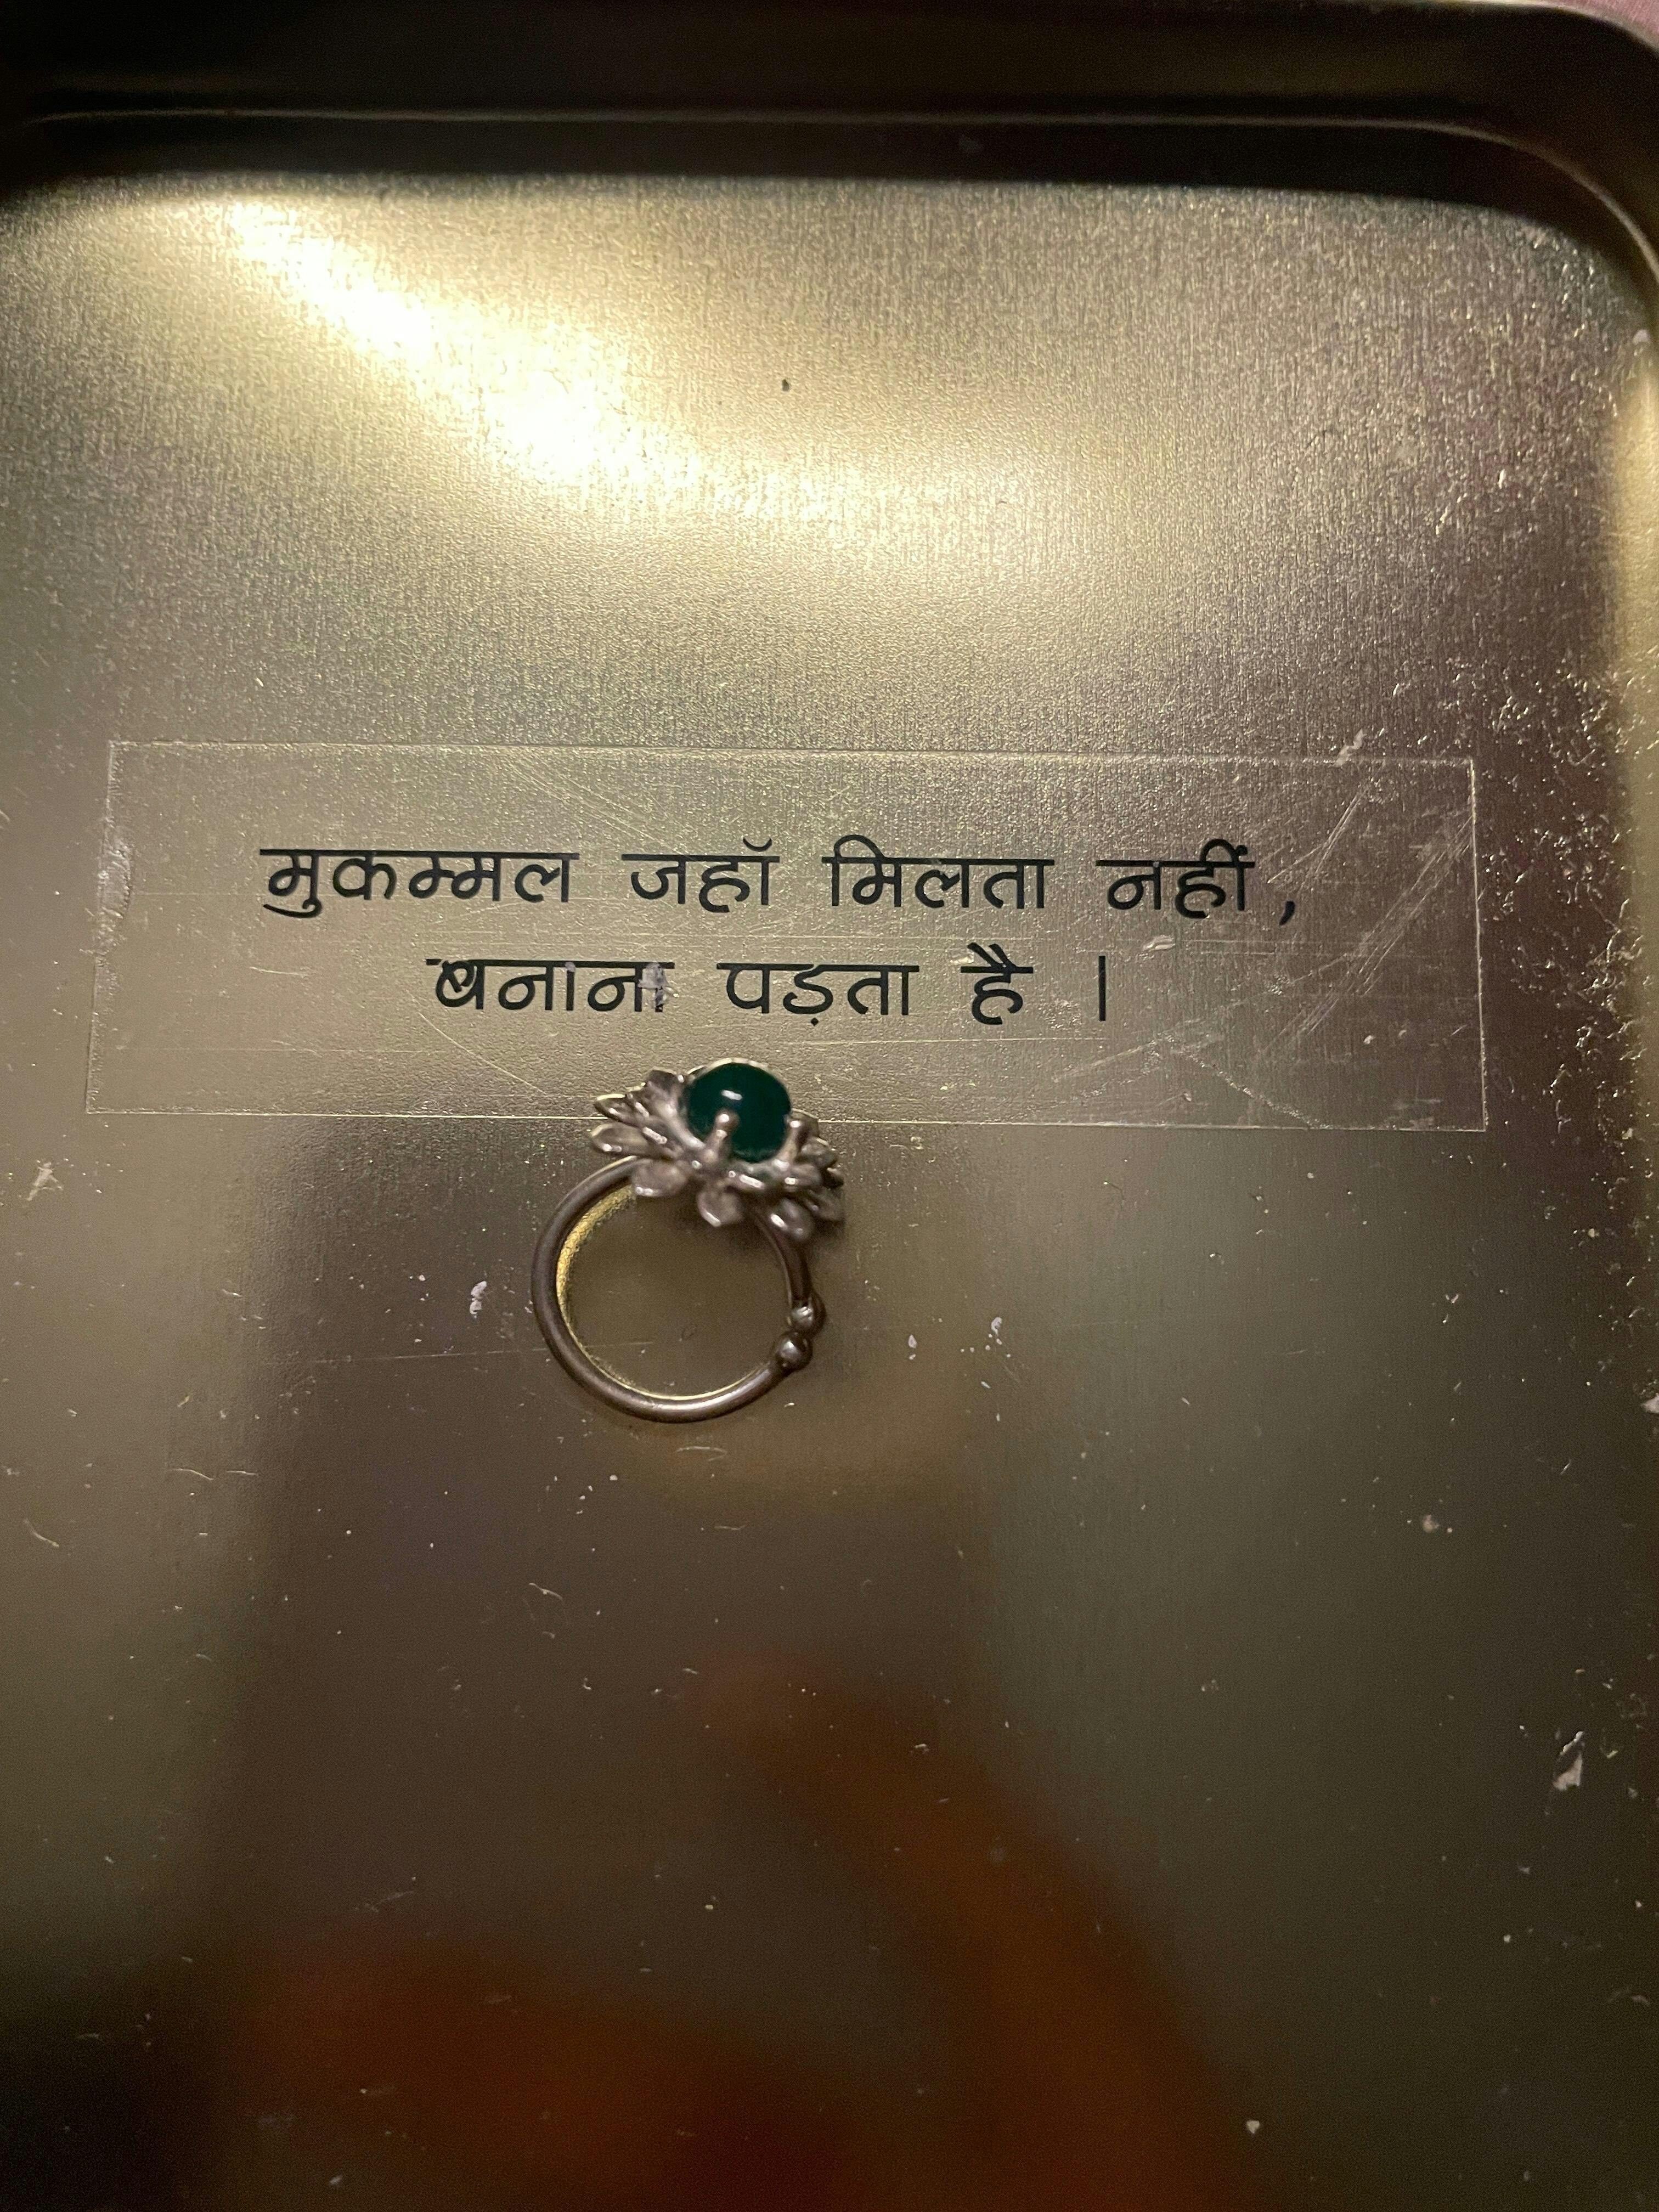 मुकम्मल जहॉ मिलता नहीं,
बनाना पड़ता है ।